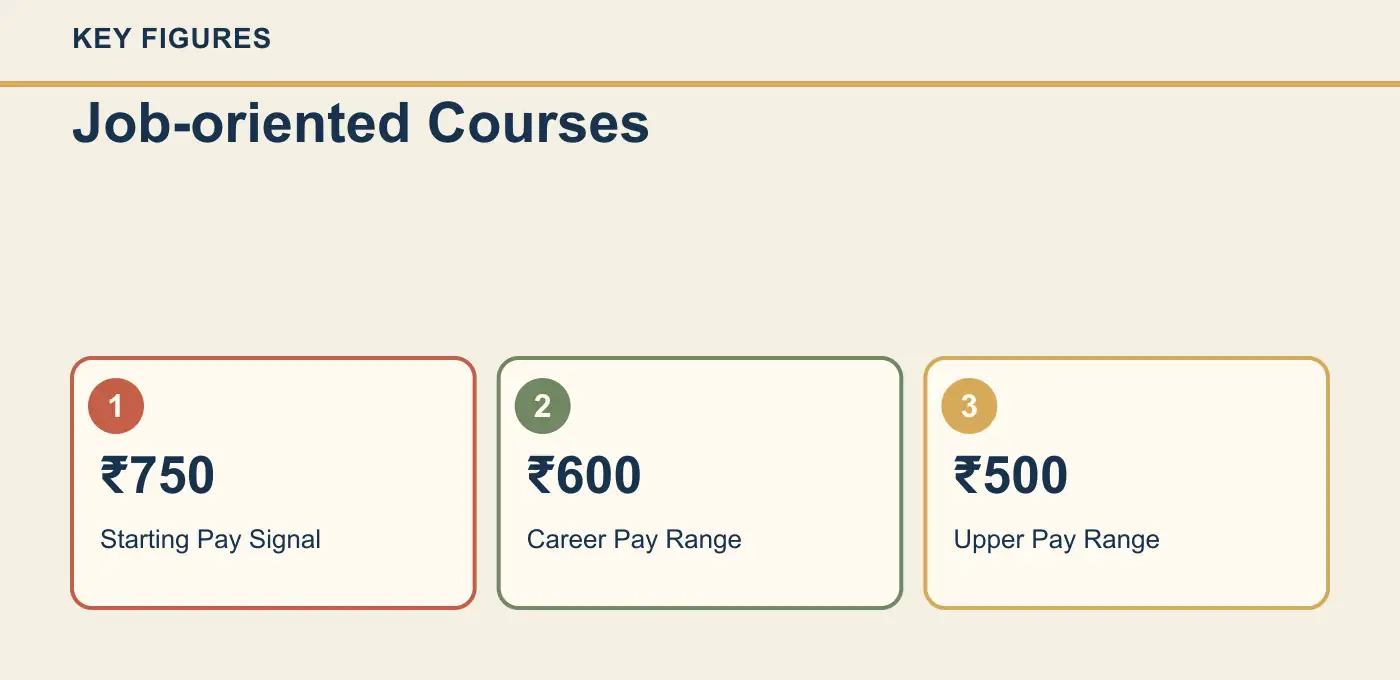 KEY FIGURES
Job-oriented Courses
1
₹750
Starting Pay Signal
2
₹600
Career Pay Range
3
₹500
Upper Pay Range